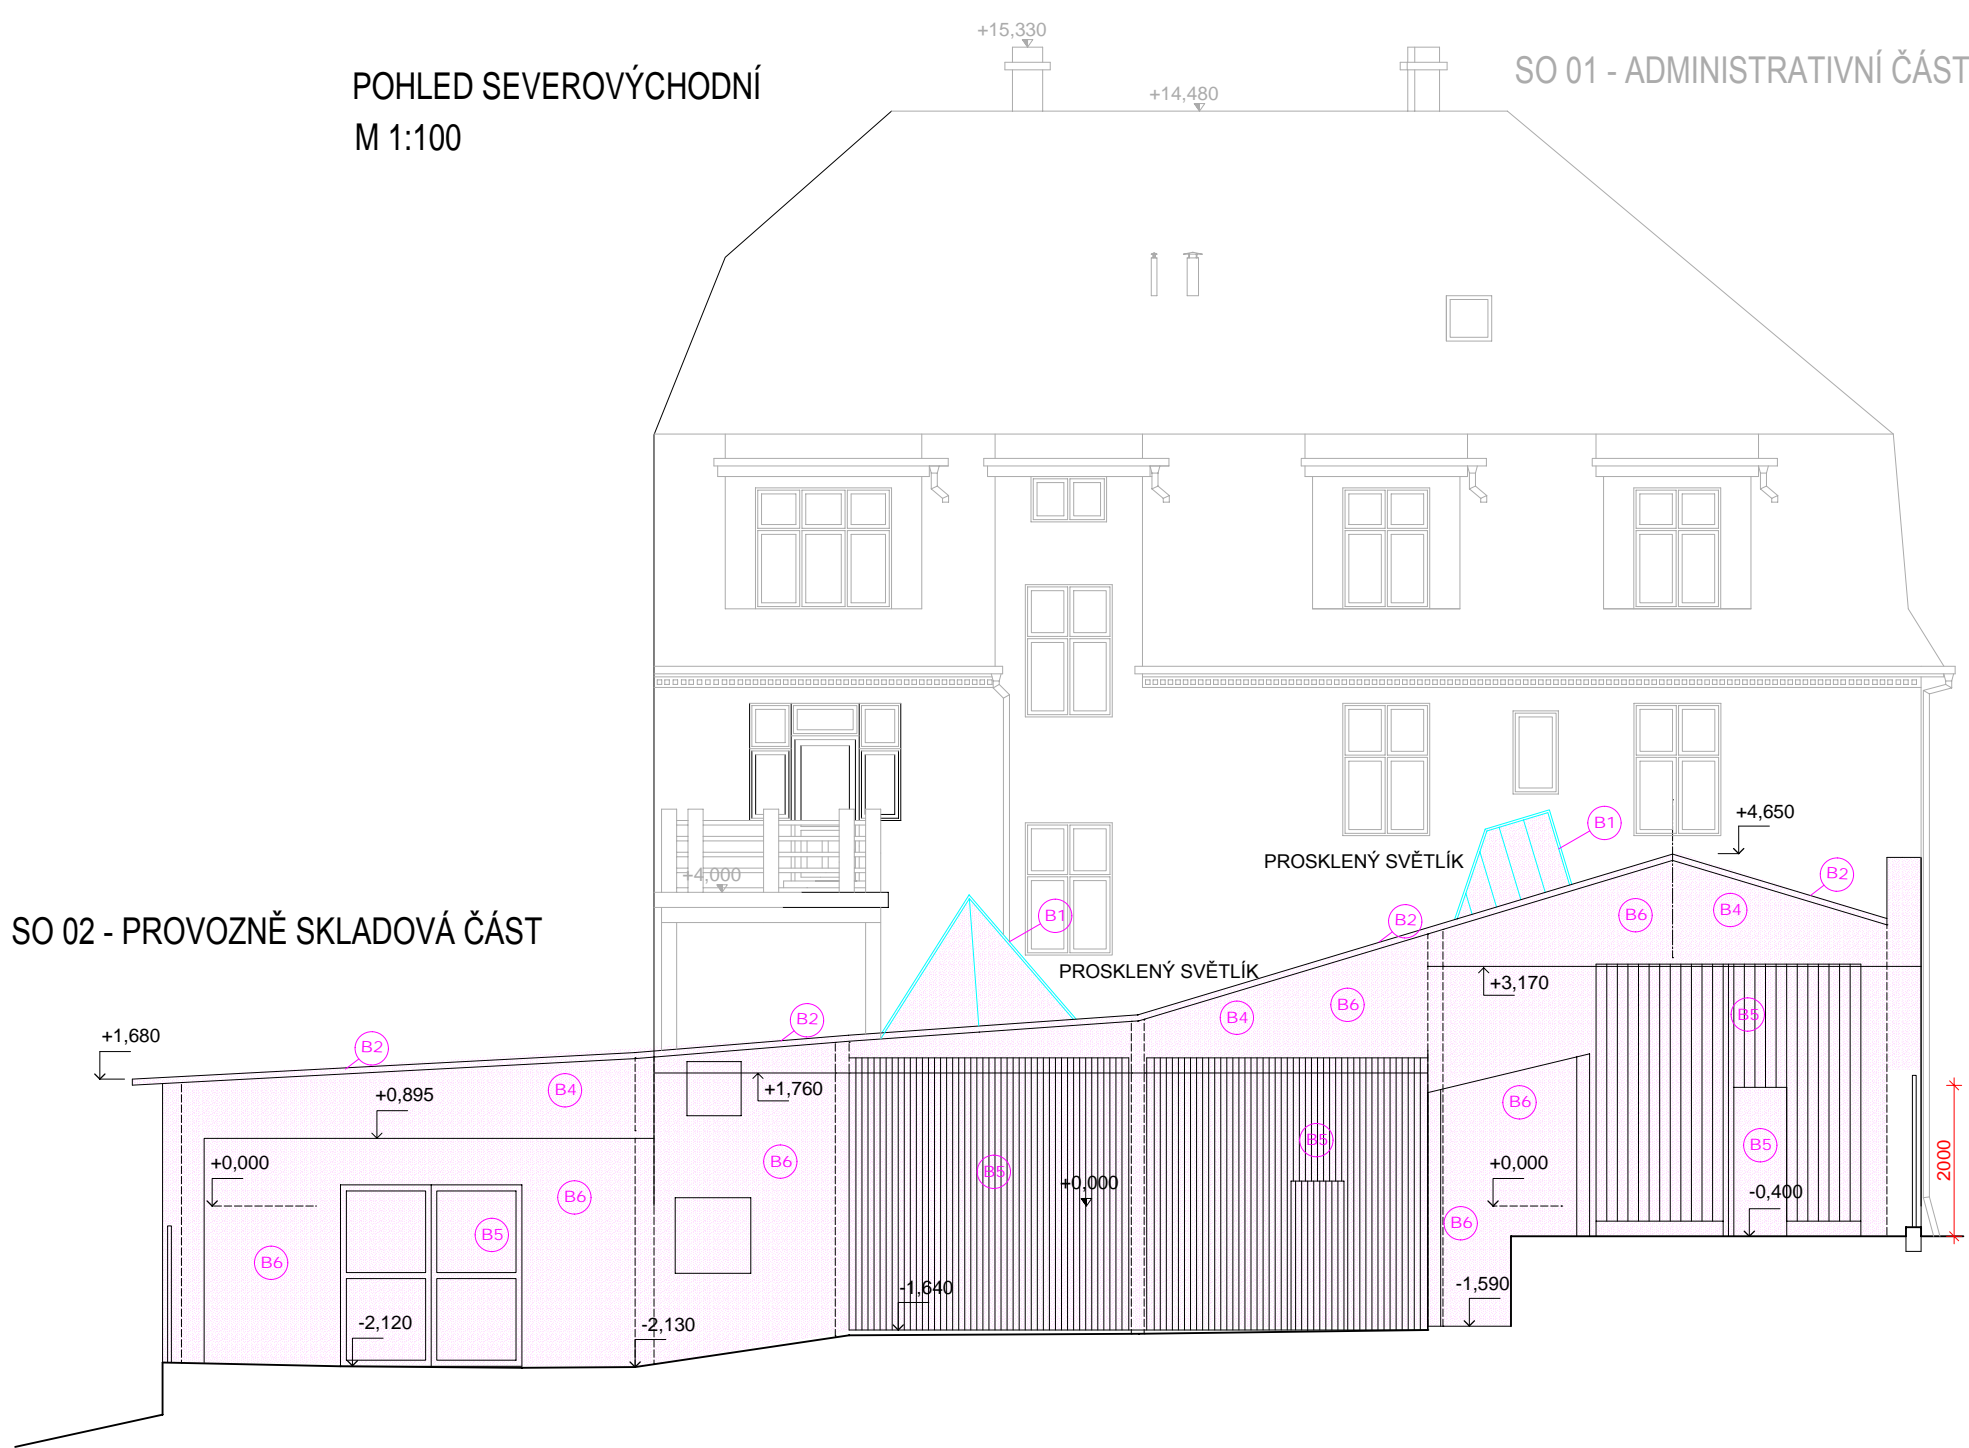 +15,330
SO 01 - ADMINISTRATIVNÍ ČÁST
POHLED SEVEROVÝCHODNÍ
+14,480
M 1:100
+4,650
B1
PROSKLENÝ SVĚTLÍK
+4,000
B2
B1
B2
B6
B4
SO 02 - PROVOZNĚ SKLADOVÁ ČÁST
PROSKLENÝ SVĚTLÍK
+3,170
B6
B5
B4
B2
+1,680
B2
B4
+1,760
+0,895
B6
B5
B5
B6
+0,000
B5
+0,000
+0,000
2000
B6
-0,400
B6
B5
B6
-1,640
-1,590
-2,120
-2,130